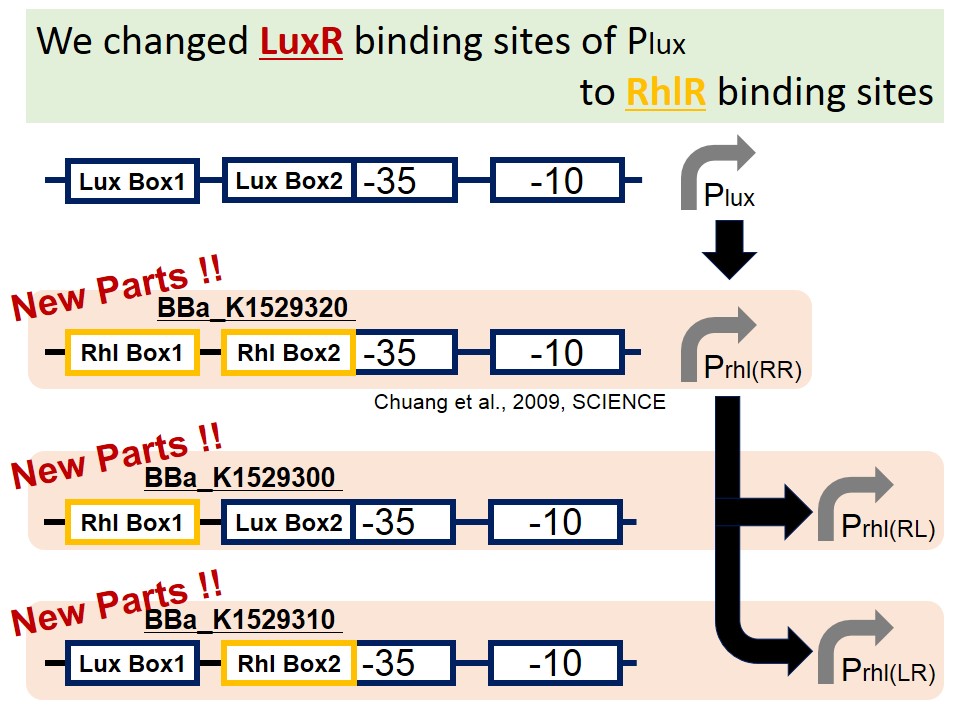 We changed LuxR binding sites of Plux
to RhlR binding sites
Lux Box1 Lux Box2 -35 -10 Plux
New Parts !!
BBa_K1529320
Rhl Box1 Rhl Box2 -35 -10 Prhl(RR)
Chuang et al., 2009, SCIENCE
New Parts !!
BBa_K1529300
Rhl Box1 Lux Box2 -35 -10 Prhl(RL)
New Parts !!
BBa_K1529310
Lux Box1 Rhl Box2 -35 -10 Prhl(LR)